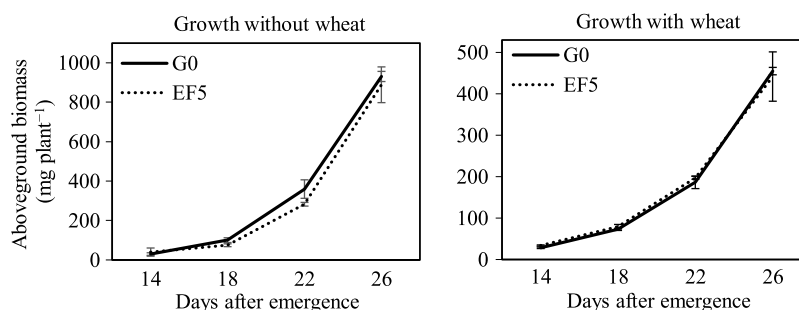 Growth without wheat
Aboveground biomass
(mg plant⁻¹)
1000
800
600
400
200
0
G0
EF5
14 18 22 26
Days after emergence
Growth with wheat
500
400
300
200
100
0
G0
EF5
14 18 22 26
Days after emergence